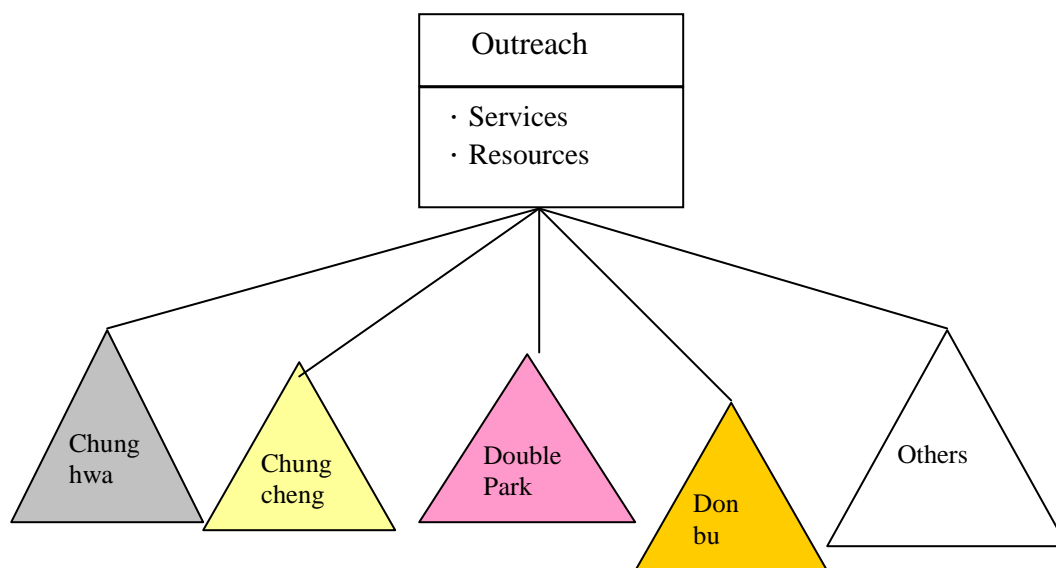 Outreach
· Services
· Resources
Chung
hwa
Chung
cheng
Double
Park
Don
bu
Others